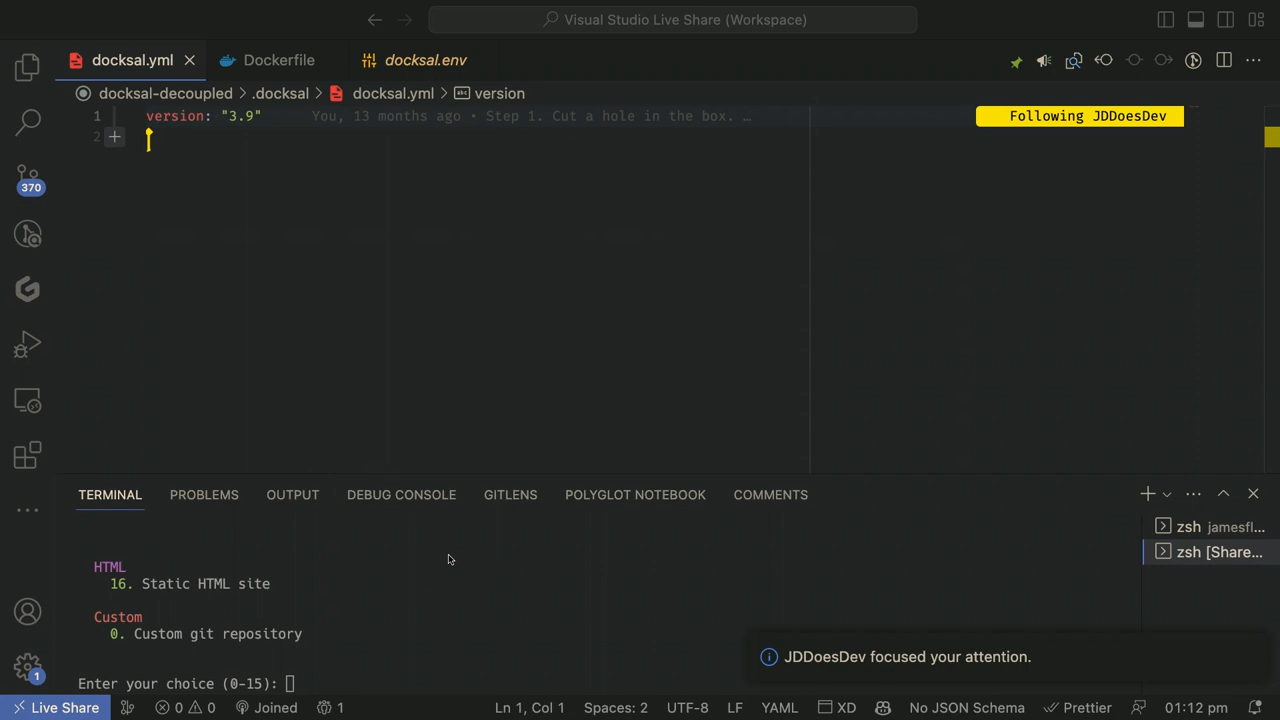 Visual Studio Live Share (Workspace)
docksal.yml
Dockerfile
docksal.env
docksal-decoupled > .docksal > docksal.yml > abc version
1 version: "3.9" You, 13 months ago • Step 1. Cut a hole in the box. …
Following JDDoesDev
2
370
TERMINAL PROBLEMS OUTPUT DEBUG CONSOLE GITLENS POLYGLOT NOTEBOOK COMMENTS
zsh jamesfl...
zsh [Share...
HTML
16. Static HTML site
Custom
0. Custom git repository
JDDoesDev focused your attention.
1
Enter your choice (0-15):
Live Share 0 0 Joined 1 Ln 1, Col 1 Spaces: 2 UTF-8 LF YAML XD No JSON Schema Prettier 01:12 pm